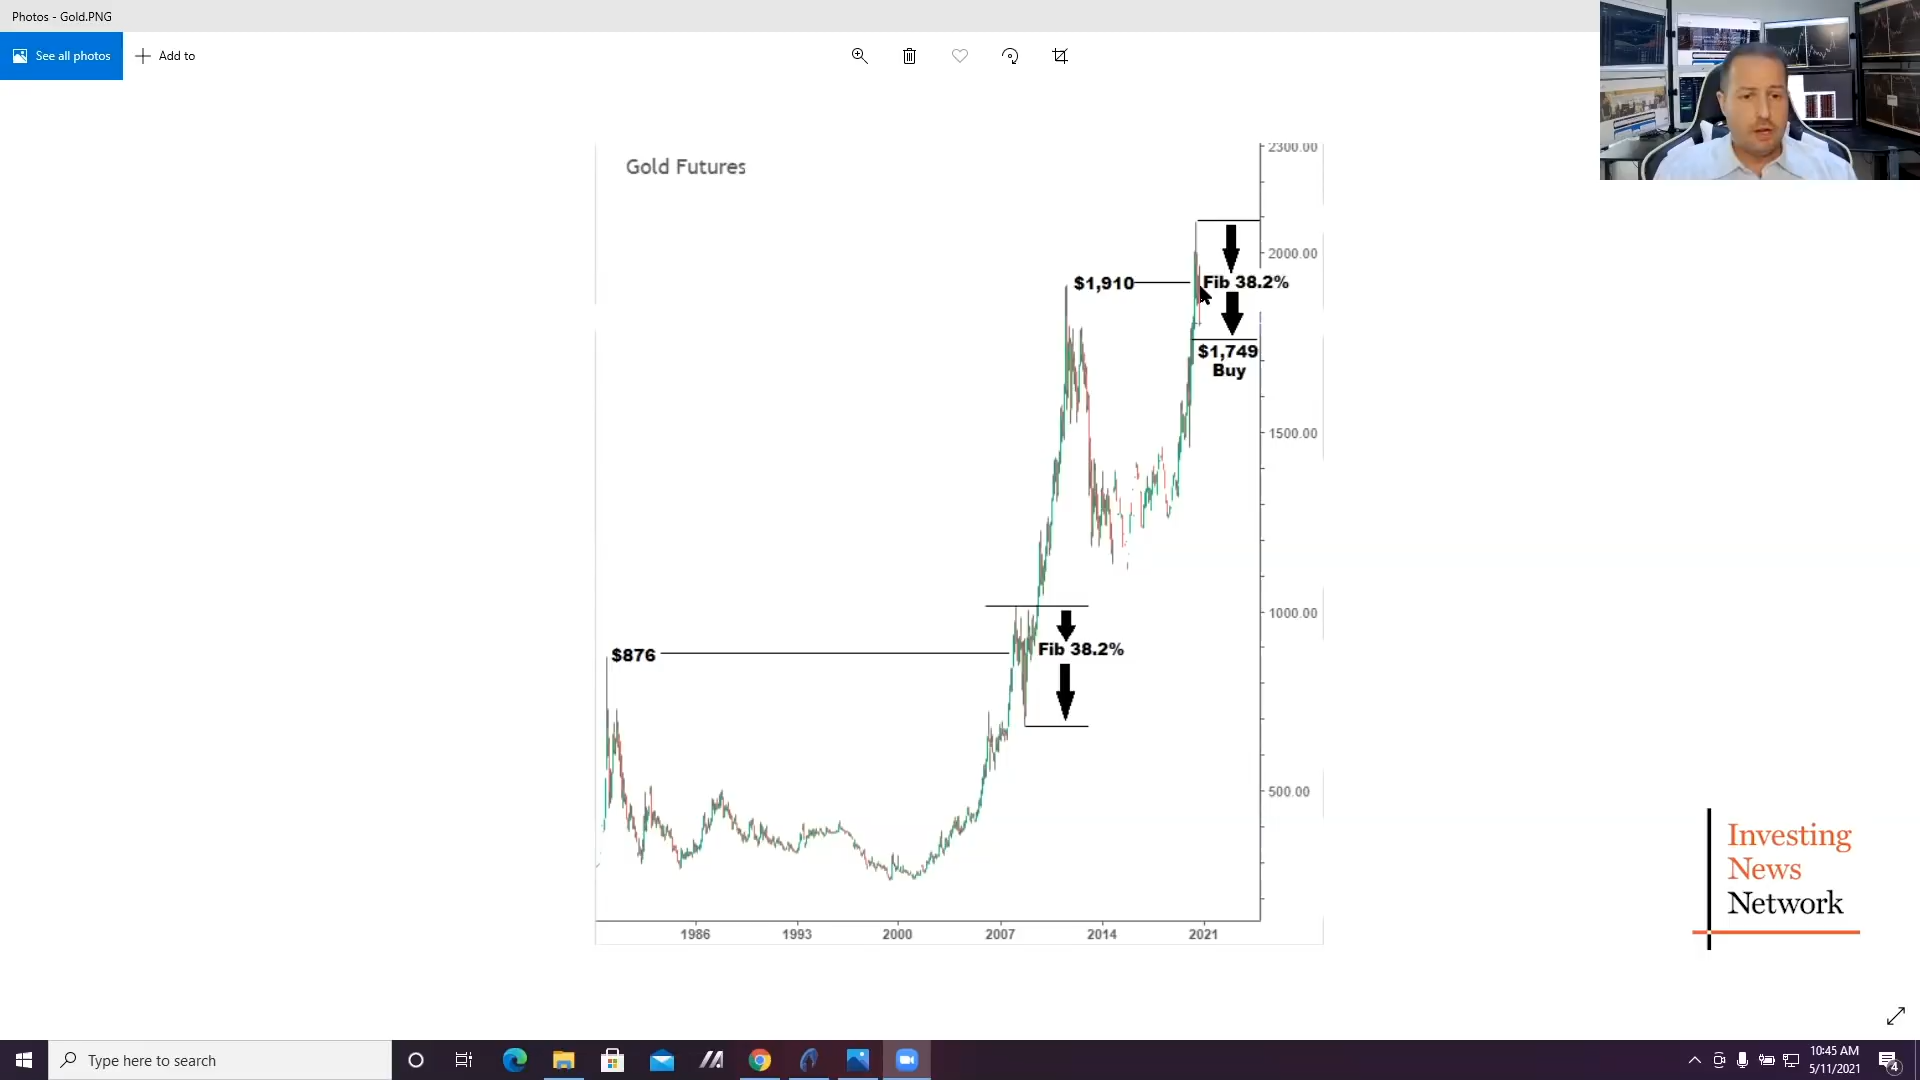 Photos - Gold.PNG
See all photos
Add to
Gold Futures
2300.00
2000.00
$1,910
Fib 38.2%
$1,749
Buy
1500.00
1000.00
$876
Fib 38.2%
500.00
1986 1993 2000 2007 2014 2021
Investing
News
Network
Type here to search
10:45 AM
5/11/2021
4